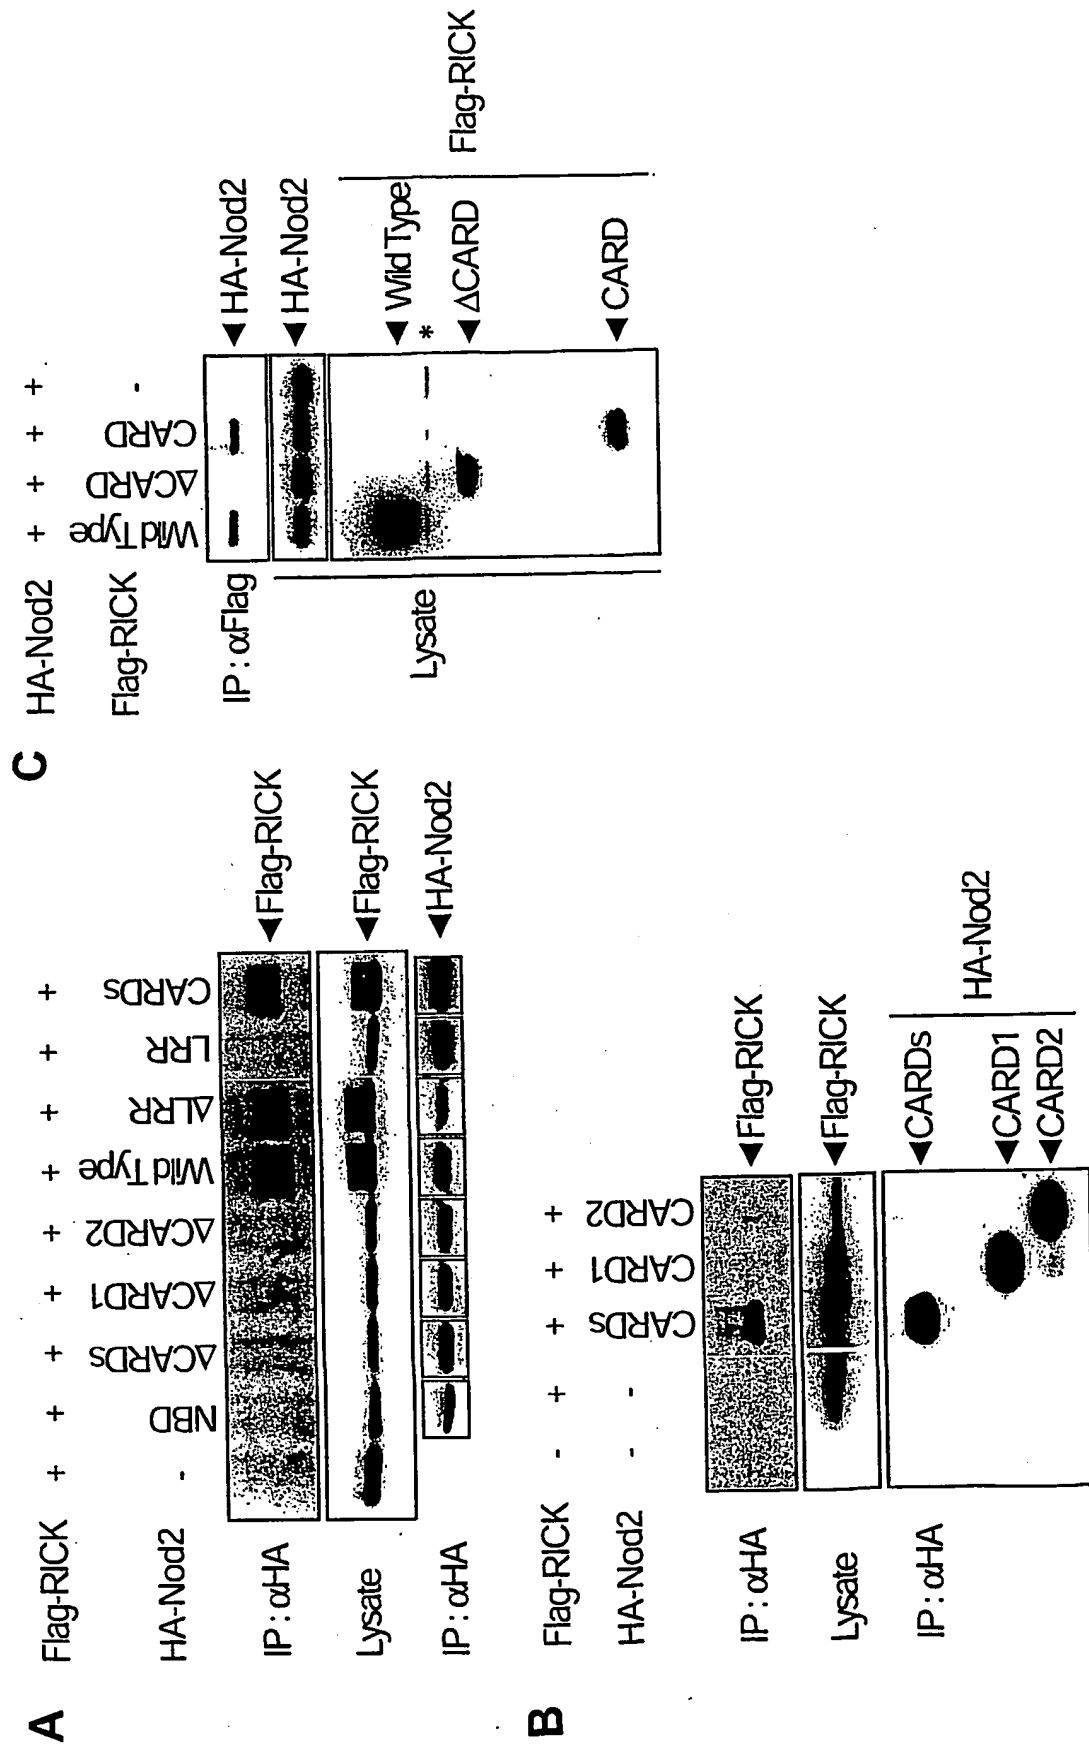 A
Flag-RICK + + + + + + + + +
HA-Nod2 - NBD ΔCARDs ΔCARD1 ΔCARD2 Wild Type ΔLRR LRR CARDs
IP : αHA ◀Flag-RICK
Lysate ◀Flag-RICK
IP : αHA ◀HA-Nod2
B
Flag-RICK - + + + +
HA-Nod2 - - CARDs CARD1 CARD2
IP : αHA ◀Flag-RICK
Lysate ◀Flag-RICK
IP : αHA ◀CARDs
◀CARD1
◀CARD2
HA-Nod2
C
HA-Nod2 + + + +
Flag-RICK Wild Type ΔCARD CARD -
IP : αFlag ◀HA-Nod2
Lysate ◀HA-Nod2
◀Wild Type
*
◀ΔCARD
◀CARD
Flag-RICK